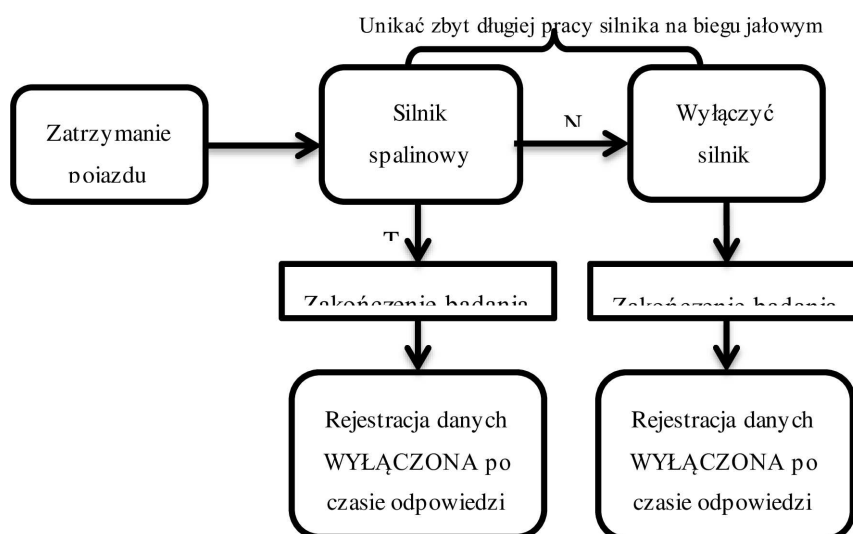 Unikać zbyt długiej pracy silnika na biegu jałowym
Zatrzymanie
pojazdu
Silnik
spalinowy
N
Wyłączyć
silnik
T
Zakończenie badania
Zakończenie badania
Rejestracja danych
WYŁĄCZONA po
czasie odpowiedzi
Rejestracja danych
WYŁĄCZONA po
czasie odpowiedzi